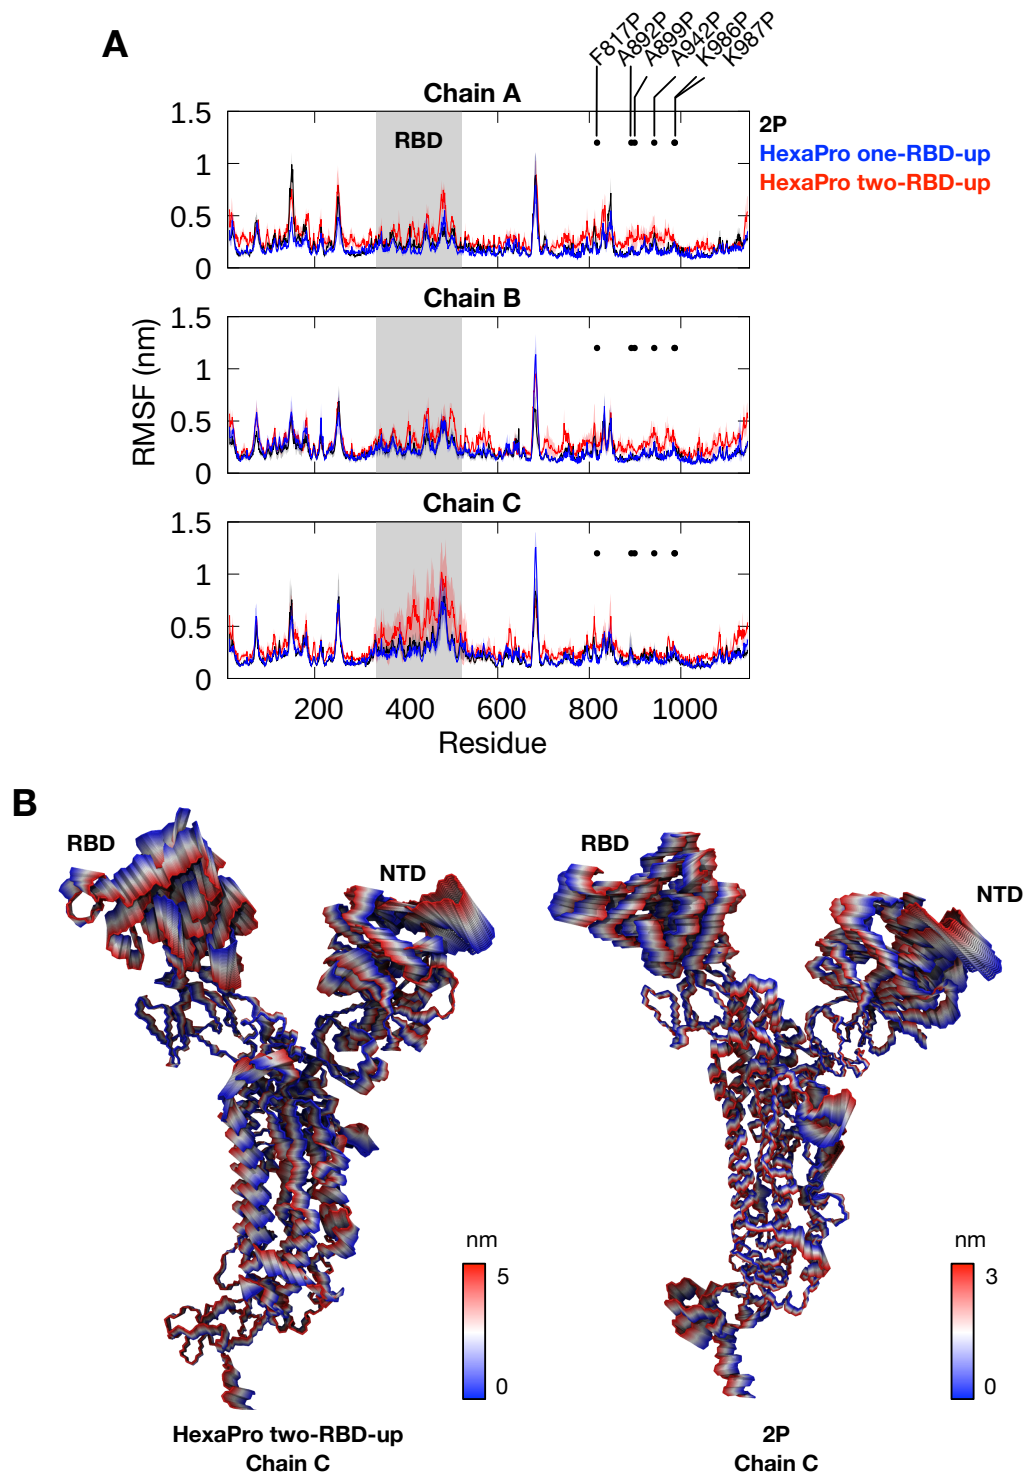 A
F817P
A892P
A899P
A942P
K986P
K987P
Chain A
1.5
1
0.5
0
RBD
2P
HexaPro one-RBD-up
HexaPro two-RBD-up
Chain B
1.5
1
0.5
0
RMSF (nm)
Chain C
1.5
1
0.5
0
200 400 600 800 1000
Residue
B
RBD
NTD
RBD
NTD
nm
5
0
nm
3
0
HexaPro two-RBD-up
Chain C
2P
Chain C